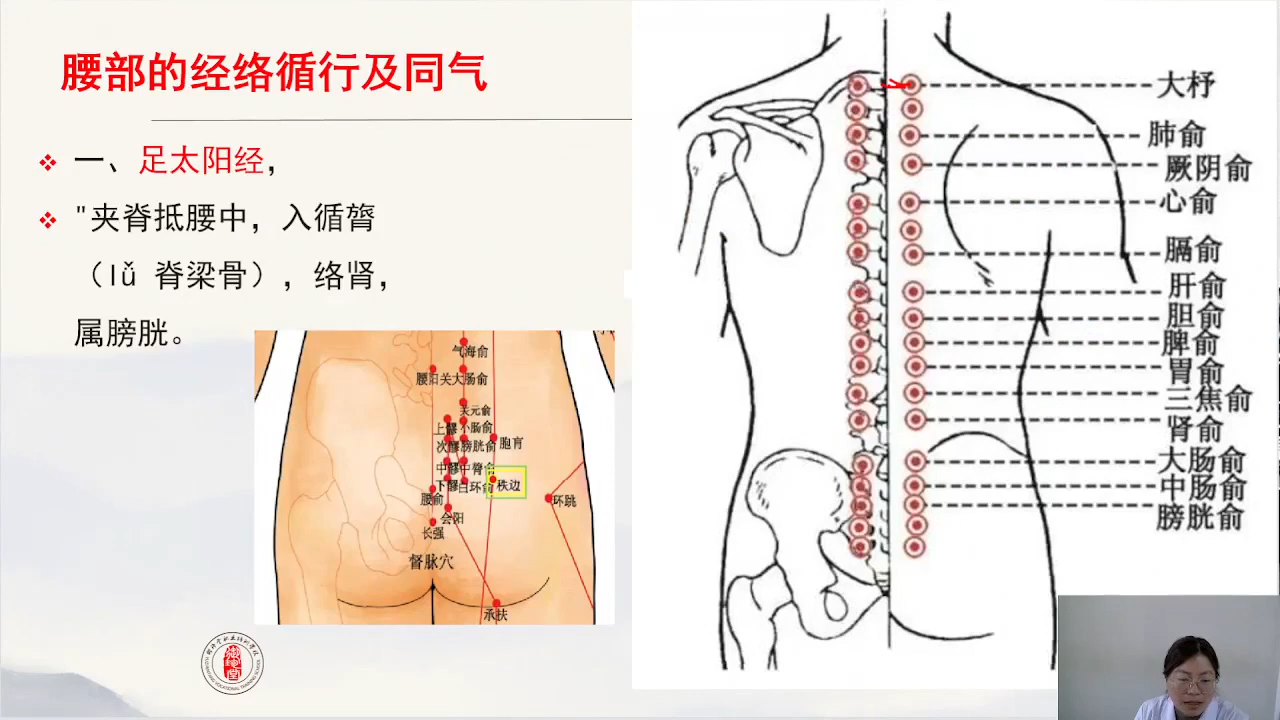 腰部的经络循行及同气
一、足太阳经，
"夹脊抵腰中，入循膂
（lǚ 脊梁骨），络肾，
属膀胱。
气海俞
腰阳关大肠俞
关元俞
上髎小肠俞
次髎膀胱俞 胞肓
中髎中膂俞
下髎白环俞 秩边
腰俞
环跳
会阳
长强
督脉穴
承扶
大杼
肺俞
厥阴俞
心俞
膈俞
肝俞
胆俞
脾俞
胃俞
三焦俞
肾俞
大肠俞
中肠俞
膀胱俞